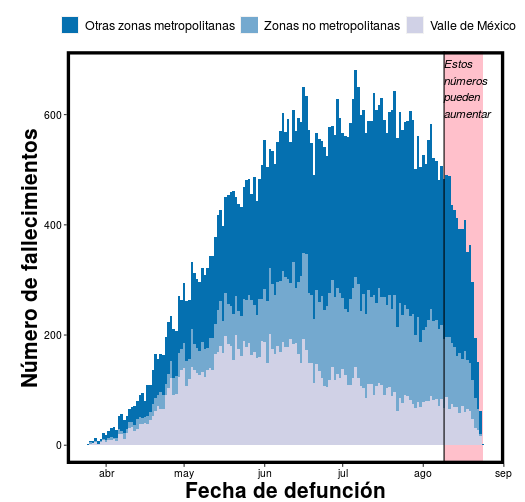 Otras zonas metropolitanas Zonas no metropolitanas Valle de México
Estos
números
pueden
aumentar
Número de fallecimientos
600
400
200
0
abr may jun jul ago sep
Fecha de defunción